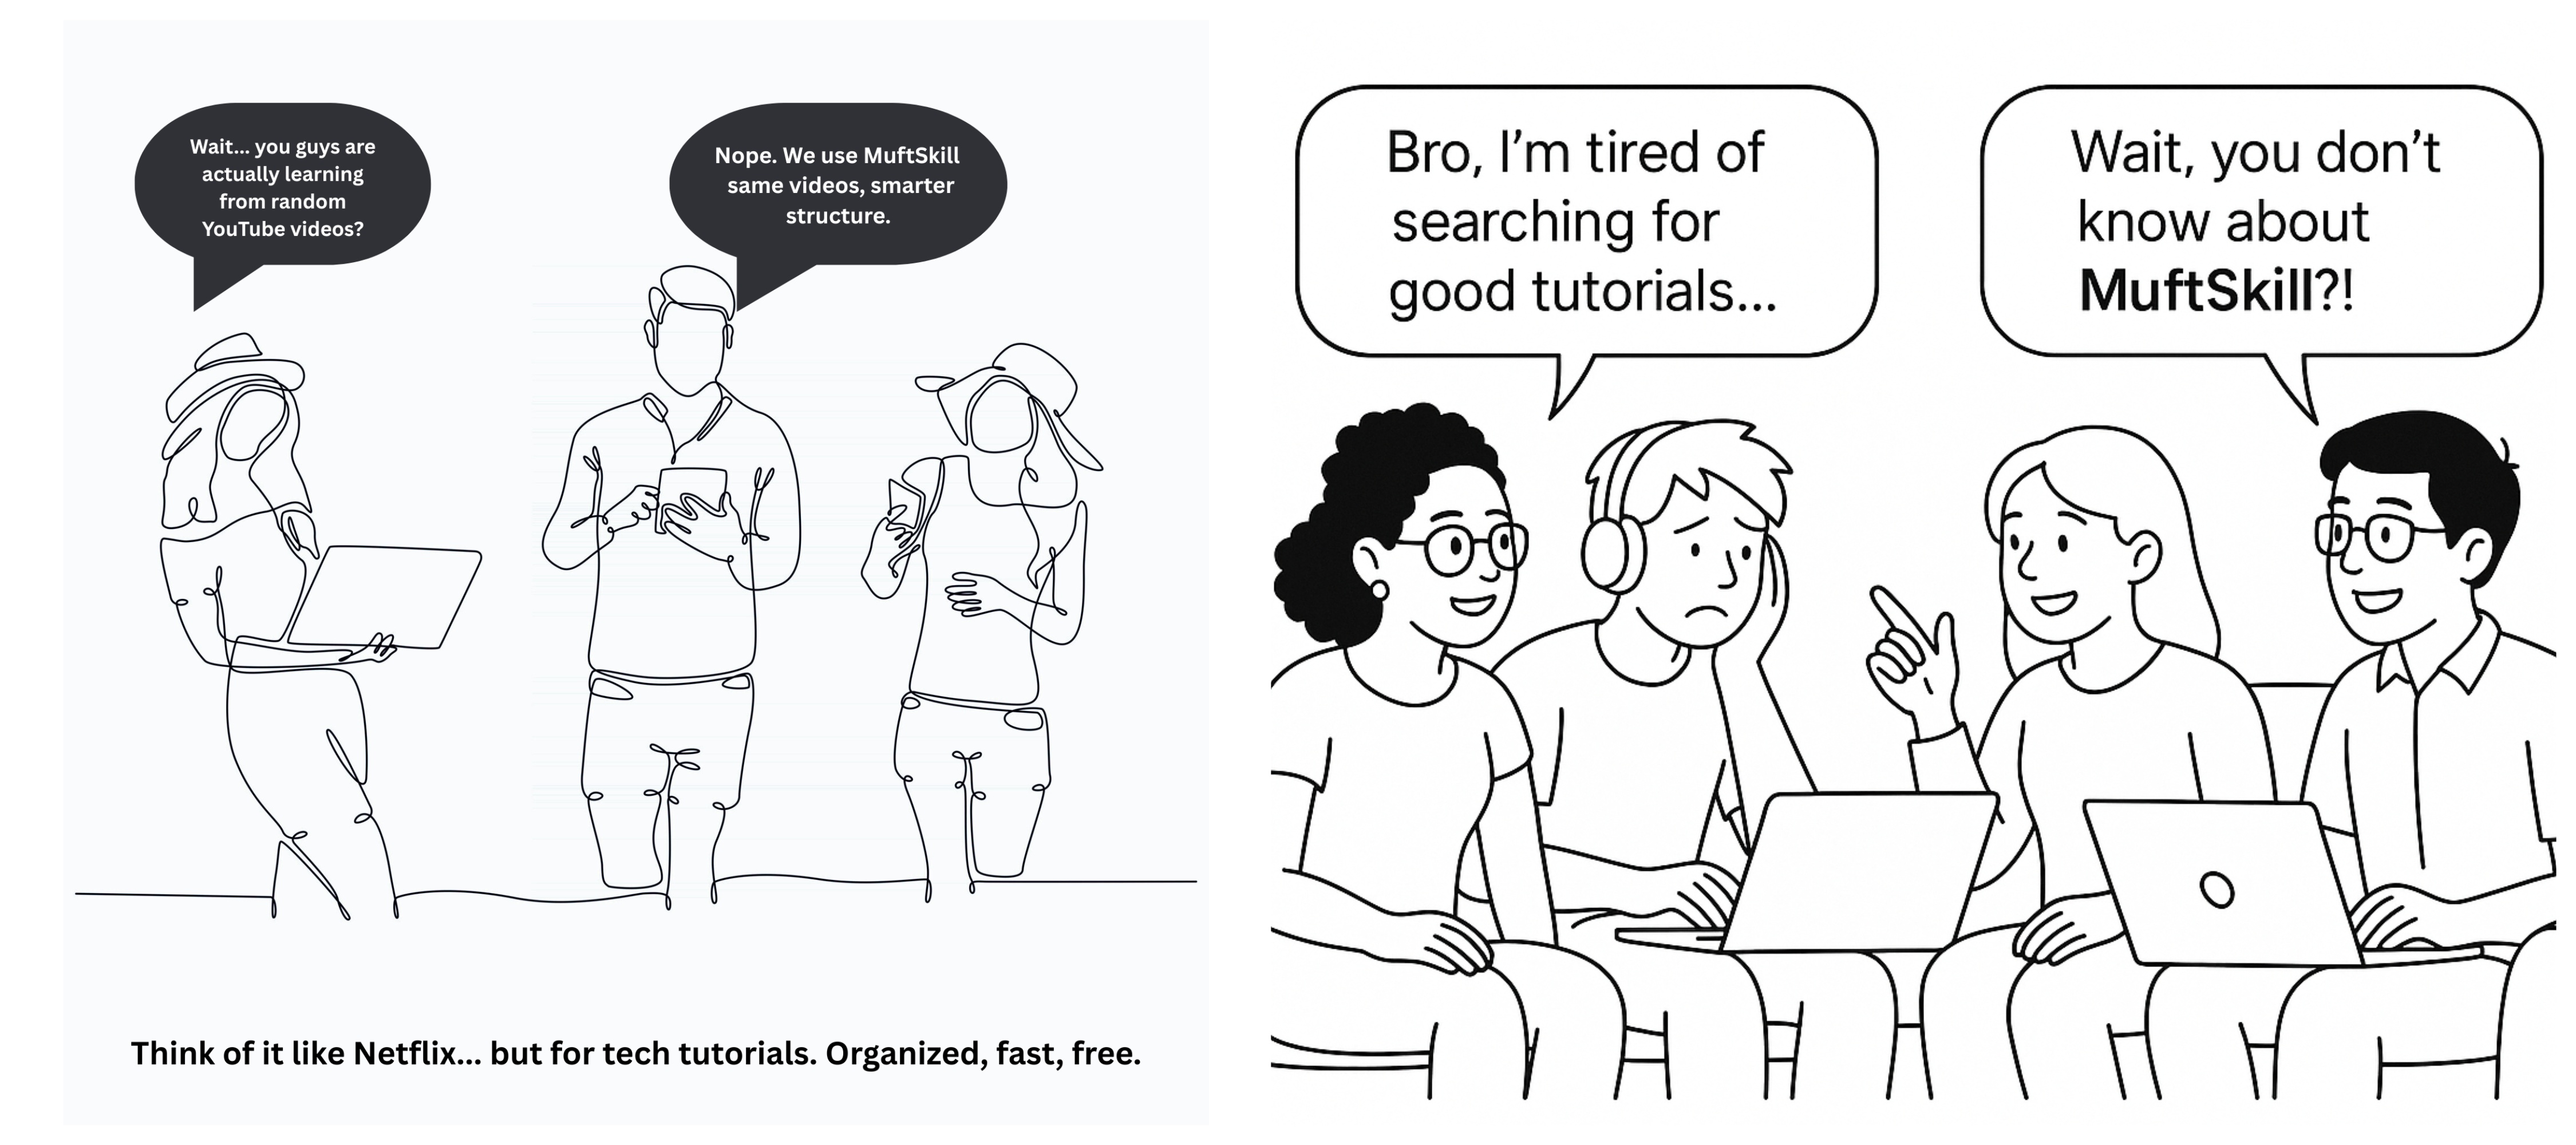 Wait... you guys are
actually learning
from random
YouTube videos?
Nope. We use MuftSkill
same videos, smarter
structure.
Think of it like Netflix... but for tech tutorials. Organized, fast, free.
Bro, I’m tired of
searching for
good tutorials...
Wait, you don’t
know about
MuftSkill?!